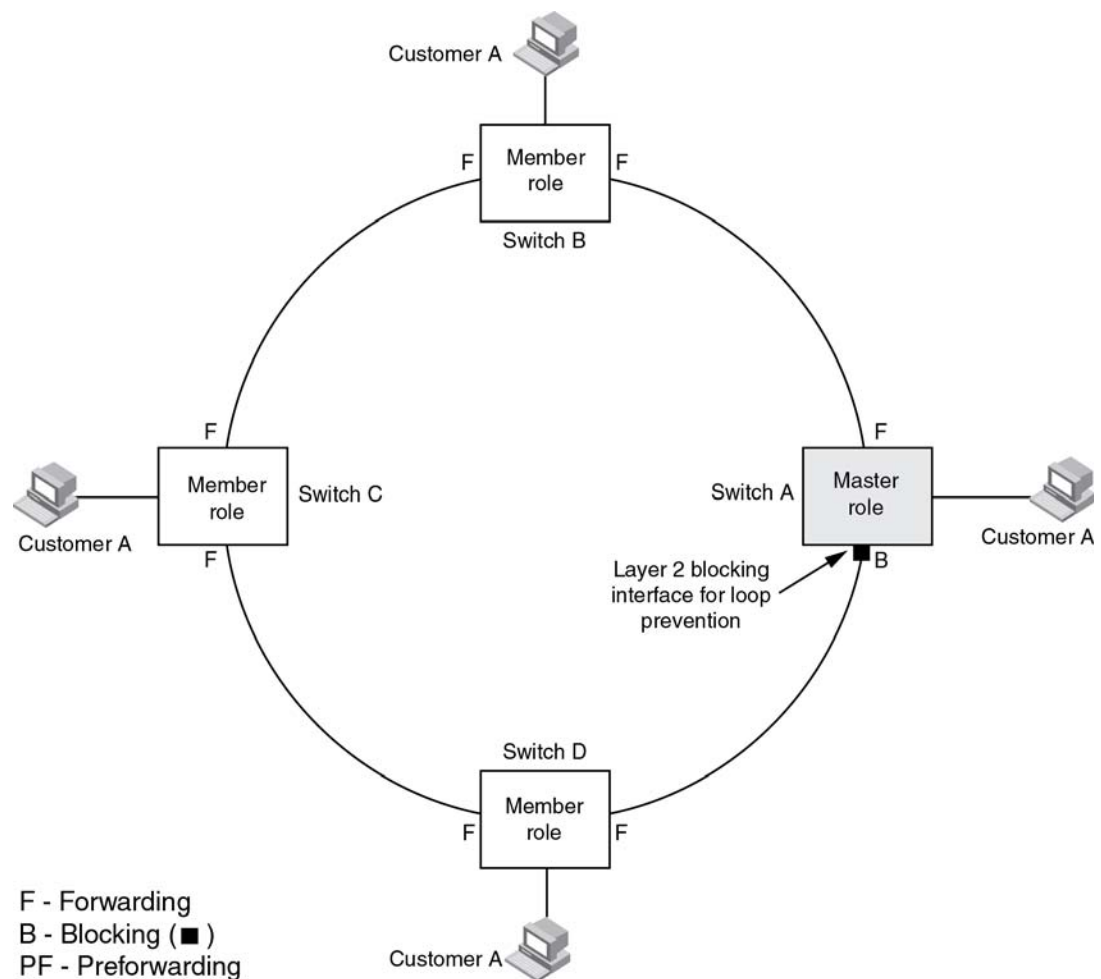 Customer A
F
Member
role
F
Switch B
F
Member
role
Switch C
Customer A
F
F
Switch A
Master
role
Customer A
B
Layer 2 blocking
interface for loop
prevention
Switch D
Member
role
F
F
Customer A
F - Forwarding
B - Blocking (■)
PF - Preforwarding